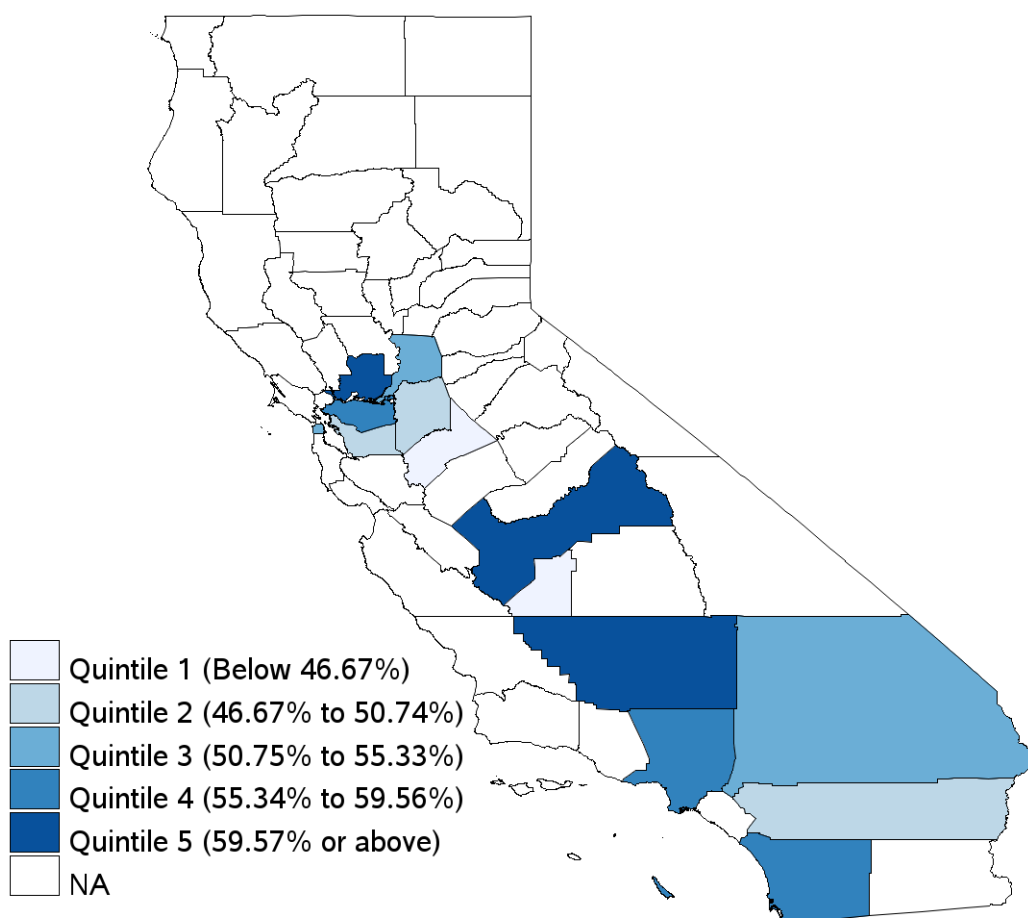 Quintile 1 (Below 46.67%)
Quintile 2 (46.67% to 50.74%)
Quintile 3 (50.75% to 55.33%)
Quintile 4 (55.34% to 59.56%)
Quintile 5 (59.57% or above)
NA